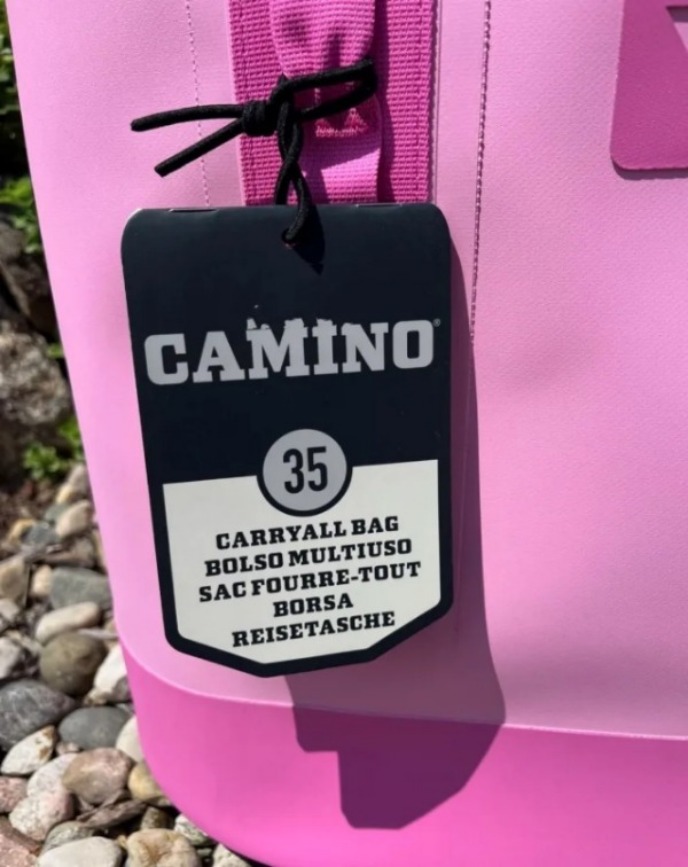 CAMINO®
35
CARRYALL BAG
BOLSO MULTIUSO
SAC FOURRE-TOUT
BORSA
REISETASCHE